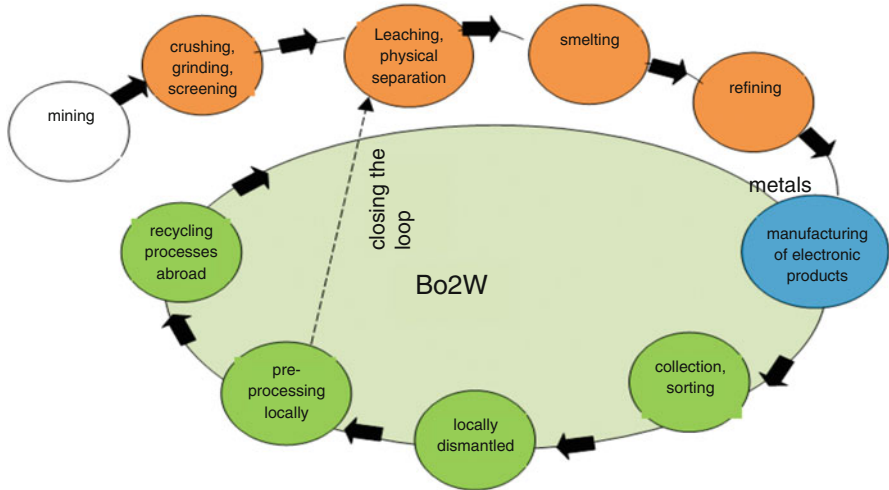 mining
crushing,
grinding,
screening
Leaching,
physical
separation
smelting
refining
metals
manufacturing
of electronic
products
collection,
sorting
locally
dismantled
pre-
processing
locally
recycling
processes
abroad
closing the
loop
Bo2W